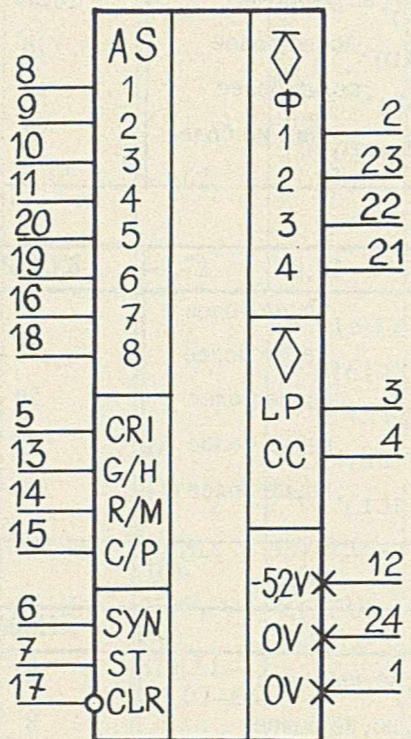 AS
8 1
9 2
10 3
11 4
20 5
19 6
16 7
18 8
5 CRI
13 G/H
14 R/M
15 C/P
6 SYN
7 ST
17 CLR
Ф
1 2
2 23
3 22
4 21
LP 3
CC 4
-5,2V 12
0V 24
0V 1